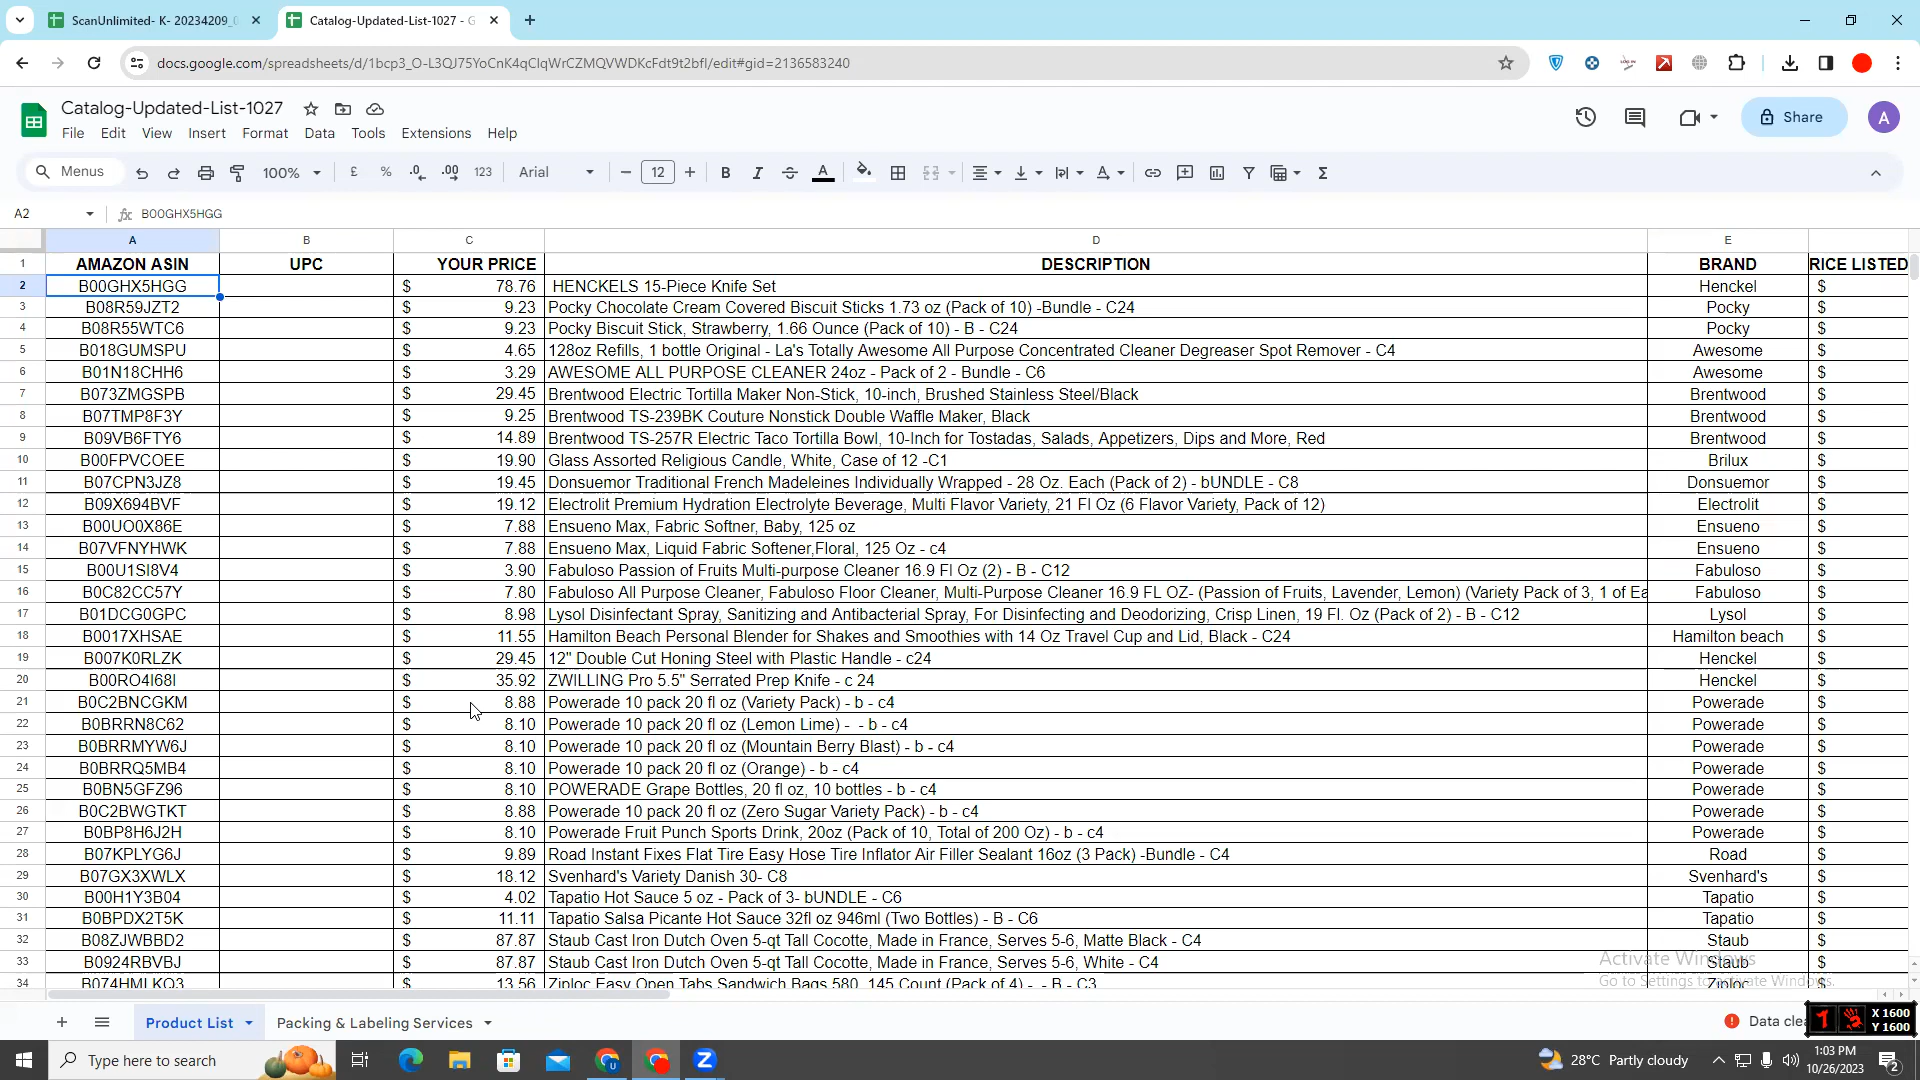 ScanUnlimited- K- 20234209_
Catalog-Updated-List-1027 - G
docs.google.com/spreadsheets/d/1bcp3_O-L3QJ75YoCnK4qClqWrCZMQVWDKcFdt9t2bfI/edit#gid=2136583240
Catalog-Updated-List-1027
File Edit View Insert Format Data Tools Extensions Help
Share
A
Menus 100% £ % .0 .00 123 Arial 12 B I A
A2 fx B00GHX5HGG
A B C D E
1 AMAZON ASIN UPC YOUR PRICE DESCRIPTION BRAND RICE LISTED
2 B00GHX5HGG $ 78.76 HENCKELS 15-Piece Knife Set Henckel $
3 B08R59JZT2 $ 9.23 Pocky Chocolate Cream Covered Biscuit Sticks 1.73 oz (Pack of 10) -Bundle - C24 Pocky $
4 B08R55WTC6 $ 9.23 Pocky Biscuit Stick, Strawberry, 1.66 Ounce (Pack of 10) - B - C24 Pocky $
5 B018GUMSPU $ 4.65 128oz Refills, 1 bottle Original - La's Totally Awesome All Purpose Concentrated Cleaner Degreaser Spot Remover - C4 Awesome $
6 B01N18CHH6 $ 3.29 AWESOME ALL PURPOSE CLEANER 24oz - Pack of 2 - Bundle - C6 Awesome $
7 B073ZMGSPB $ 29.45 Brentwood Electric Tortilla Maker Non-Stick, 10-inch, Brushed Stainless Steel/Black Brentwood $
8 B07TMP8F3Y $ 9.25 Brentwood TS-239BK Couture Nonstick Double Waffle Maker, Black Brentwood $
9 B09VB6FTY6 $ 14.89 Brentwood TS-257R Electric Taco Tortilla Bowl, 10-Inch for Tostadas, Salads, Appetizers, Dips and More, Red Brentwood $
10 B00FPVCOEE $ 19.90 Glass Assorted Religious Candle, White, Case of 12 -C1 Brilux $
11 B07CPN3JZ8 $ 19.45 Donsuemor Traditional French Madeleines Individually Wrapped - 28 Oz. Each (Pack of 2) - bUNDLE - C8 Donsuemor $
12 B09X694BVF $ 19.12 Electrolit Premium Hydration Electrolyte Beverage, Multi Flavor Variety, 21 Fl Oz (6 Flavor Variety, Pack of 12) Electrolit $
13 B00UO0X86E $ 7.88 Ensueno Max, Fabric Softner, Baby, 125 oz Ensueno $
14 B07VFNYHWK $ 7.88 Ensueno Max, Liquid Fabric Softener,Floral, 125 Oz - c4 Ensueno $
15 B00U1SI8V4 $ 3.90 Fabuloso Passion of Fruits Multi-purpose Cleaner 16.9 Fl Oz (2) - B - C12 Fabuloso $
16 B0C82CC57Y $ 7.80 Fabuloso All Purpose Cleaner, Fabuloso Floor Cleaner, Multi-Purpose Cleaner 16.9 FL OZ- (Passion of Fruits, Lavender, Lemon) (Variety Pack of 3, 1 of Ea Fabuloso $
17 B01DCG0GPC $ 8.98 Lysol Disinfectant Spray, Sanitizing and Antibacterial Spray, For Disinfecting and Deodorizing, Crisp Linen, 19 Fl. Oz (Pack of 2) - B - C12 Lysol $
18 B0017XHSAE $ 11.55 Hamilton Beach Personal Blender for Shakes and Smoothies with 14 Oz Travel Cup and Lid, Black - C24 Hamilton beach $
19 B007K0RLZK $ 29.45 12" Double Cut Honing Steel with Plastic Handle - c24 Henckel $
20 B00RO4I68I $ 35.92 ZWILLING Pro 5.5" Serrated Prep Knife - c 24 Henckel $
21 B0C2BNCGKM $ 8.88 Powerade 10 pack 20 fl oz (Variety Pack) - b - c4 Powerade $
22 B0BRRN8C62 $ 8.10 Powerade 10 pack 20 fl oz (Lemon Lime) - - b - c4 Powerade $
23 B0BRRMYW6J $ 8.10 Powerade 10 pack 20 fl oz (Mountain Berry Blast) - b - c4 Powerade $
24 B0BRRQ5MB4 $ 8.10 Powerade 10 pack 20 fl oz (Orange) - b - c4 Powerade $
25 B0BN5GFZ96 $ 8.10 POWERADE Grape Bottles, 20 fl oz, 10 bottles - b - c4 Powerade $
26 B0C2BWGTKT $ 8.88 Powerade 10 pack 20 fl oz (Zero Sugar Variety Pack) - b - c4 Powerade $
27 B0BP8H6J2H $ 8.10 Powerade Fruit Punch Sports Drink, 20oz (Pack of 10, Total of 200 Oz) - b - c4 Powerade $
28 B07KPLYG6J $ 9.89 Road Instant Fixes Flat Tire Easy Hose Tire Inflator Air Filler Sealant 16oz (3 Pack) -Bundle - C4 Road $
29 B07GX3XWLX $ 18.12 Svenhard's Variety Danish 30- C8 Svenhard's $
30 B00H1Y3B04 $ 4.02 Tapatio Hot Sauce 5 oz - Pack of 3- bUNDLE - C6 Tapatio $
31 B0BPDX2T5K $ 11.11 Tapatio Salsa Picante Hot Sauce 32fl oz 946ml (Two Bottles) - B - C6 Tapatio $
32 B08ZJWBBD2 $ 87.87 Staub Cast Iron Dutch Oven 5-qt Tall Cocotte, Made in France, Serves 5-6, Matte Black - C4 Staub $
33 B0924RBVBJ $ 87.87 Staub Cast Iron Dutch Oven 5-qt Tall Cocotte, Made in France, Serves 5-6, White - C4 Staub $
34 B074HMLKQ3 $ 13.56 Ziploc Easy Open Tabs Sandwich Bags 580, 145 Count (Pack of 4) - - B - C3 Ziploc $
Activate Windows
Go to Settings to activate Windows.
Product List Packing & Labeling Services Data clea
X 1600
Y 1600
Type here to search
28°C Partly cloudy
1:03 PM
10/26/2023
2